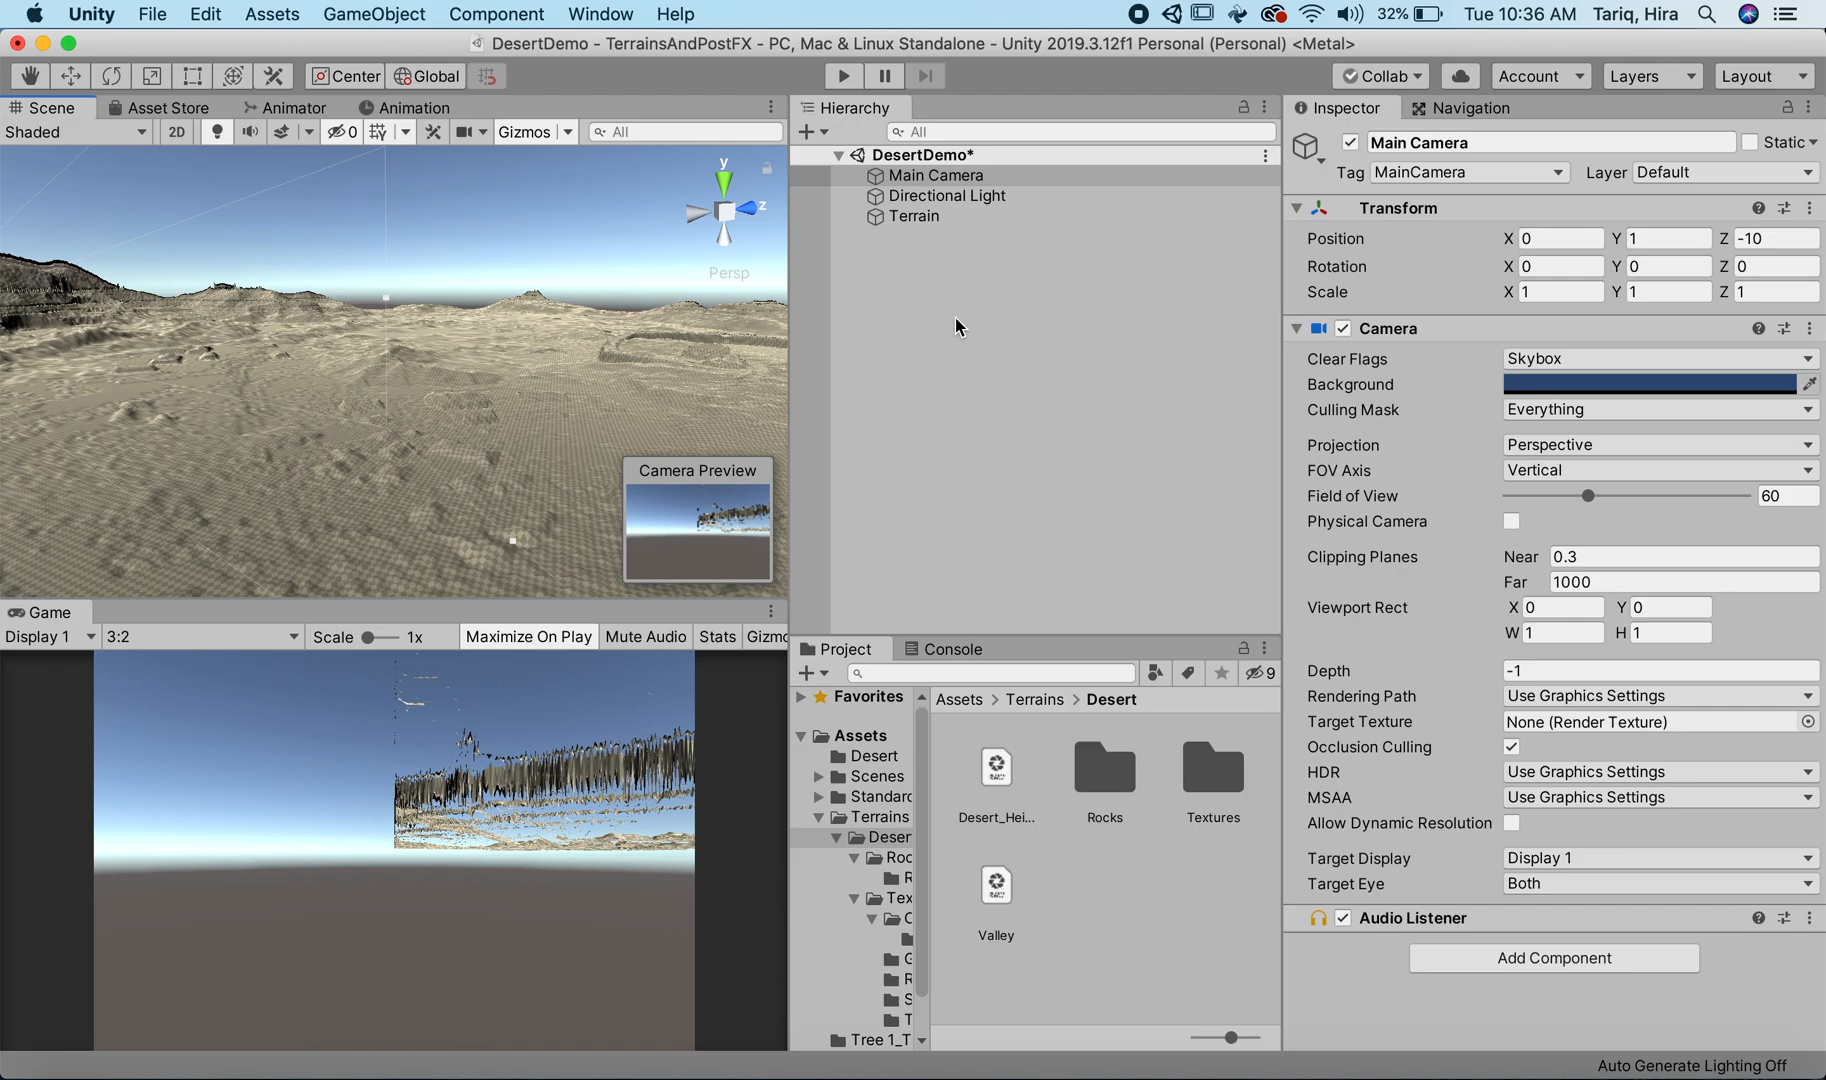 Unity File Edit Assets GameObject Component Window Help 32% Tue 10:36 AM Tariq, Hira
DesertDemo - TerrainsAndPostFX - PC, Mac & Linux Standalone - Unity 2019.3.12f1 Personal (Personal) <Metal>
Center Global Collab Account Layers Layout
Scene Asset Store Animator Animation
Shaded 2D 0 Gizmos All
y
z
Persp
Camera Preview
Game
Display 1 3:2 Scale 1x Maximize On Play Mute Audio Stats Gizmo
Hierarchy
All
DesertDemo*
Main Camera
Directional Light
Terrain
Project Console
9
Favorites
Assets > Terrains > Desert
Assets
Desert
Scenes
Standard
Terrains
Deser
Roc
R
Tex
C
G
R
S
T
Tree 1_T
Desert_Hei...
Rocks
Textures
Valley
Inspector Navigation
Main Camera Static
Tag MainCamera Layer Default
Transform
Position X 0 Y 1 Z -10
Rotation X 0 Y 0 Z 0
Scale X 1 Y 1 Z 1
Camera
Clear Flags Skybox
Background
Culling Mask Everything
Projection Perspective
FOV Axis Vertical
Field of View 60
Physical Camera
Clipping Planes Near 0.3
Far 1000
Viewport Rect X 0 Y 0
W 1 H 1
Depth -1
Rendering Path Use Graphics Settings
Target Texture None (Render Texture)
Occlusion Culling
HDR Use Graphics Settings
MSAA Use Graphics Settings
Allow Dynamic Resolution
Target Display Display 1
Target Eye Both
Audio Listener
Add Component
Auto Generate Lighting Off